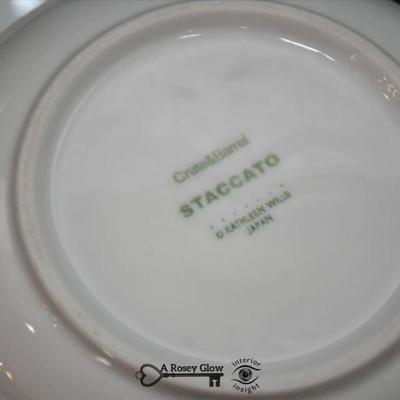 Crate&Barrel
STACCATO
© KATHLEEN WILLS
JAPAN
A Rosey Glow
interior
insight